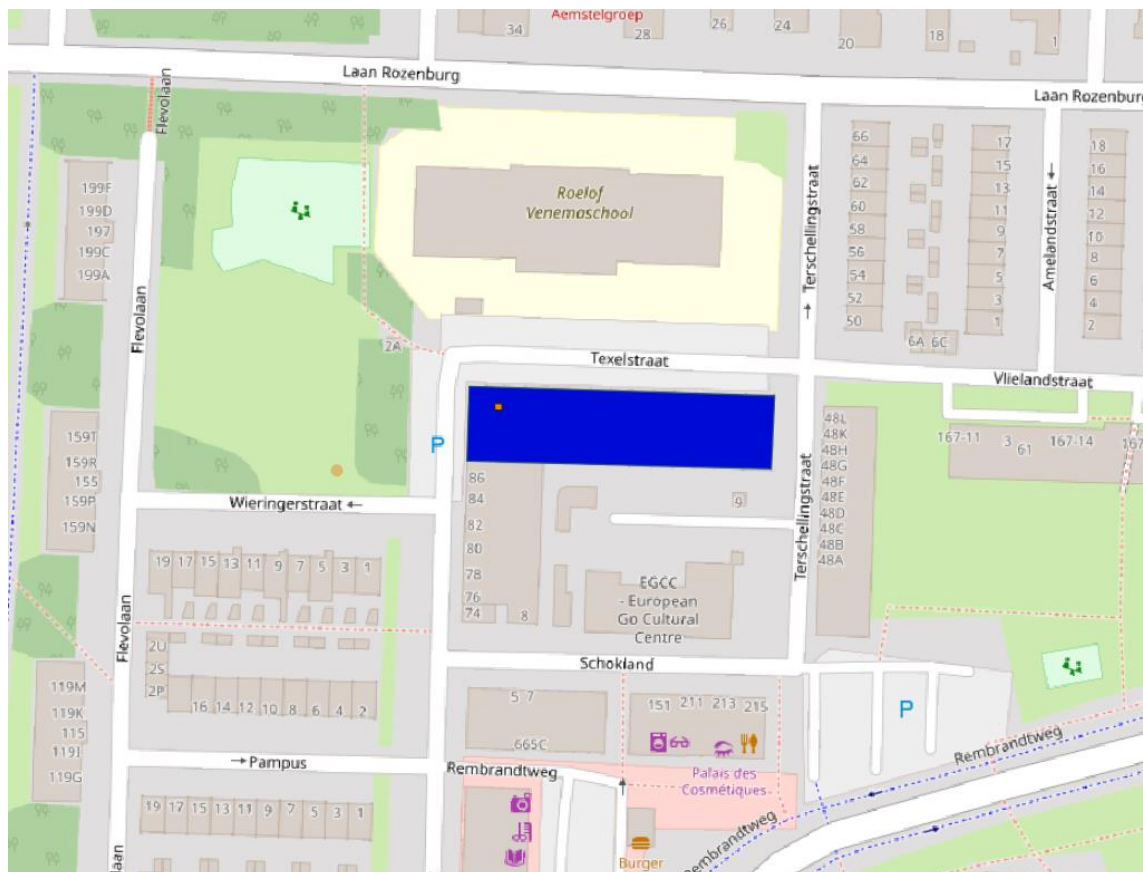 Aemstelgroep
34
28
26
24
20
18
1
Laan Rozenburg
Laan Rozenburg
Flevolaan
Roelof
Venemaschool
Terschellingstraat
Amelandstraat
66
64
62
60
58
56
54
52
50
17
15
13
11
9
7
5
3
1
18
16
14
12
10
8
6
4
2
6A
6C
199F
199D
197
199C
199A
Flevolaan
2A
Texelstraat
Vlielandstraat
P
159T
159R
155
159P
159N
48L
48K
48H
48G
48F
48E
48D
48C
48B
48A
167-11
3
61
167-14
167
86
84
82
80
78
76
74
8
9
Wieringerstraat
Terschellingstraat
EGCC
- European
Go Cultural
Centre
19 17 15 13 11 9 7 5 3 1
Flevolaan
2U
2S
2P
16 14 12 10 8 6 4 2
Schokland
119M
119K
115
119I
119G
5 7
665C
151 211 213 215
P
Palais des
Cosmétiques
Pampus
Rembrandtweg
Rembrandtweg
Rembrandtweg
19 17 15 13 11 9 7 5 3 1
Burger
laan